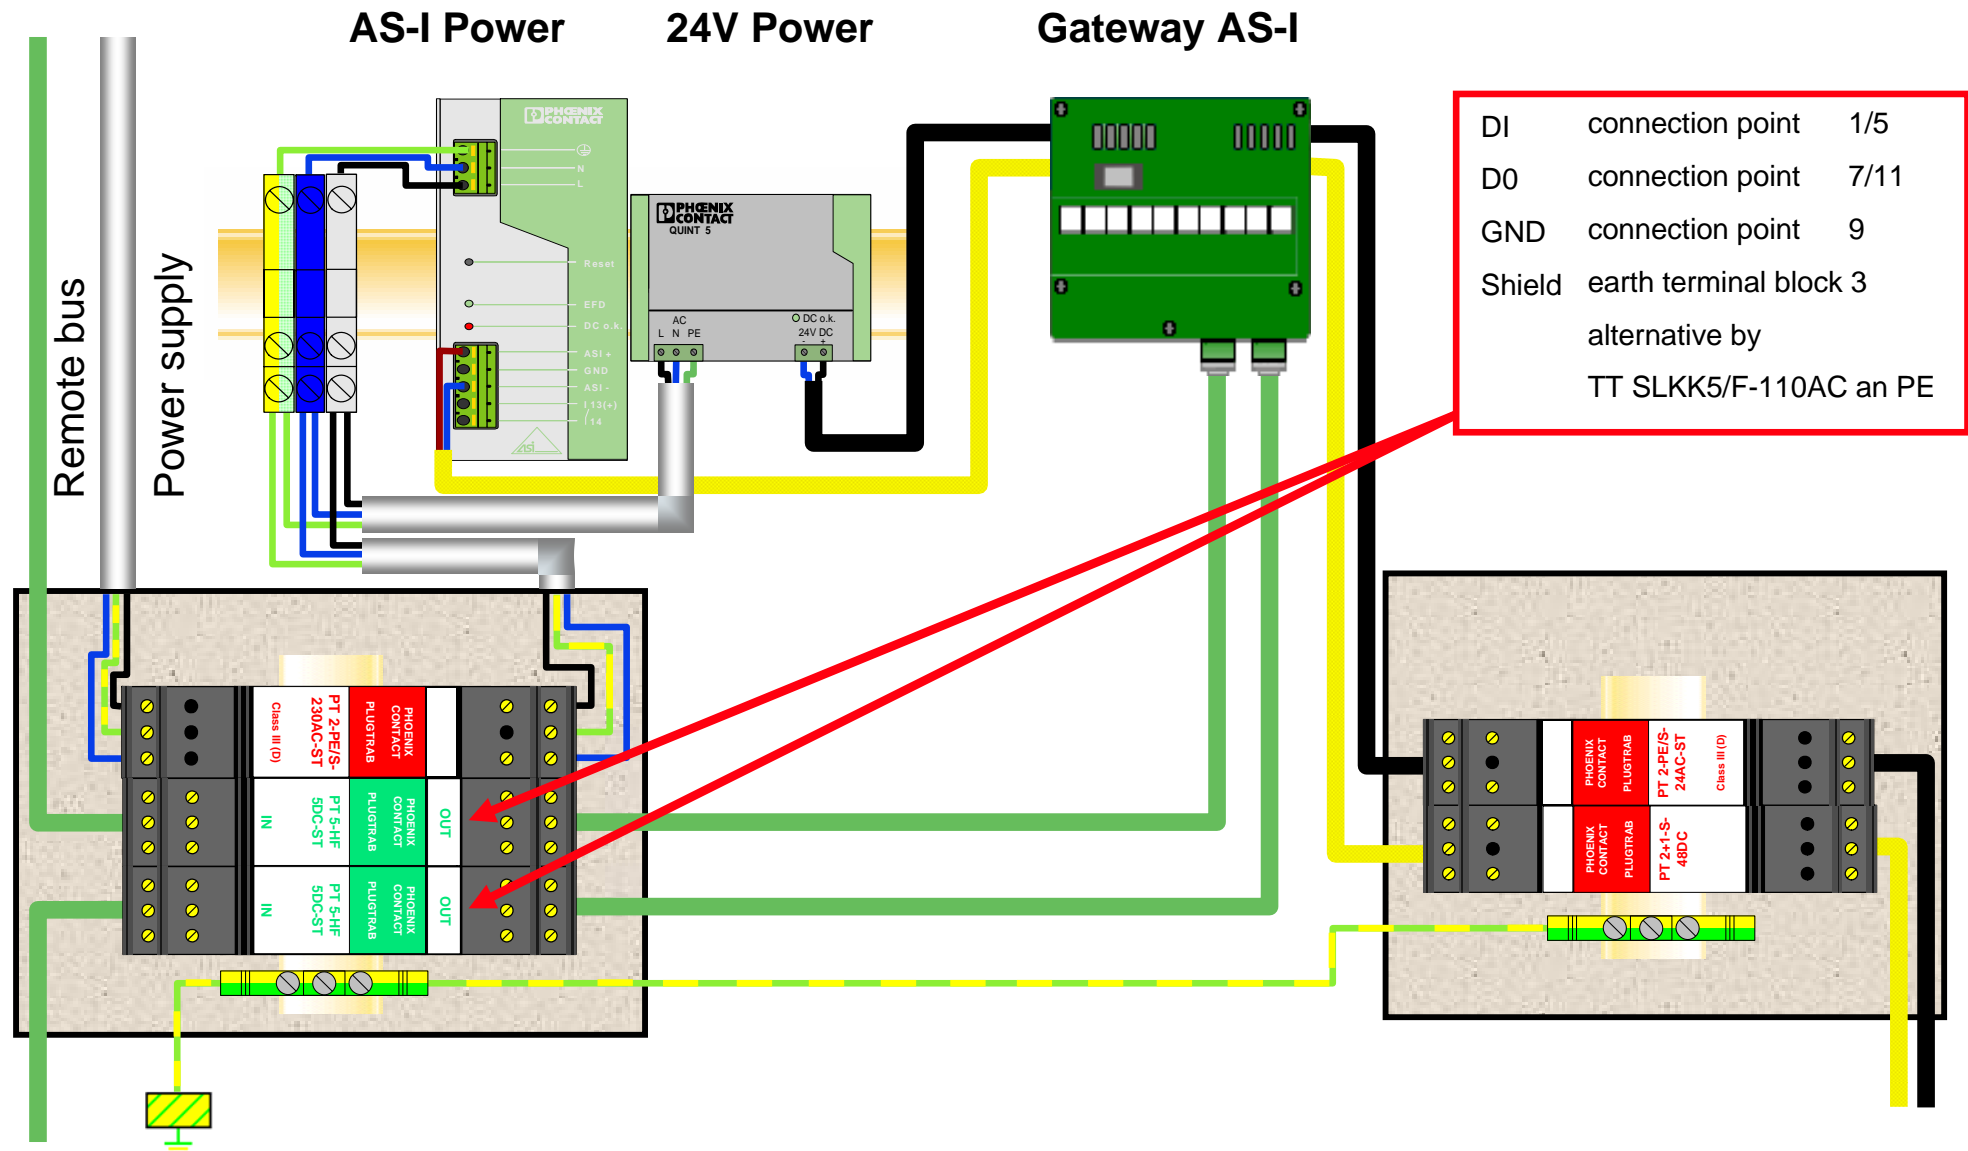 AS-I Power
24V Power
Gateway AS-I
Remote bus
Power supply
PHŒNIX
CONTACT
N
L
Reset
EFD
DC o.k.
ASI +
GND
ASI -
I 13(+)
/
I 14
ASi
PHŒNIX
CONTACT
QUINT 5
AC
L N PE
DC o.k.
24V DC
- +
DI connection point 1/5
D0 connection point 7/11
GND connection point 9
Shield earth terminal block 3
alternative by
TT SLKK5/F-110AC an PE
Class III (D)
PT 2-PE/S-
230AC-ST
PLUGTRAB
PHOENIX
CONTACT
IN
PT 5-HF
5DC-ST
PLUGTRAB
PHOENIX
CONTACT
OUT
IN
PT 5-HF
5DC-ST
PLUGTRAB
PHOENIX
CONTACT
OUT
PHOENIX
CONTACT
PLUGTRAB
PT 2-PE/S-
24AC-ST
Class III (D)
PHOENIX
CONTACT
PLUGTRAB
PT 2+1-S-
48DC